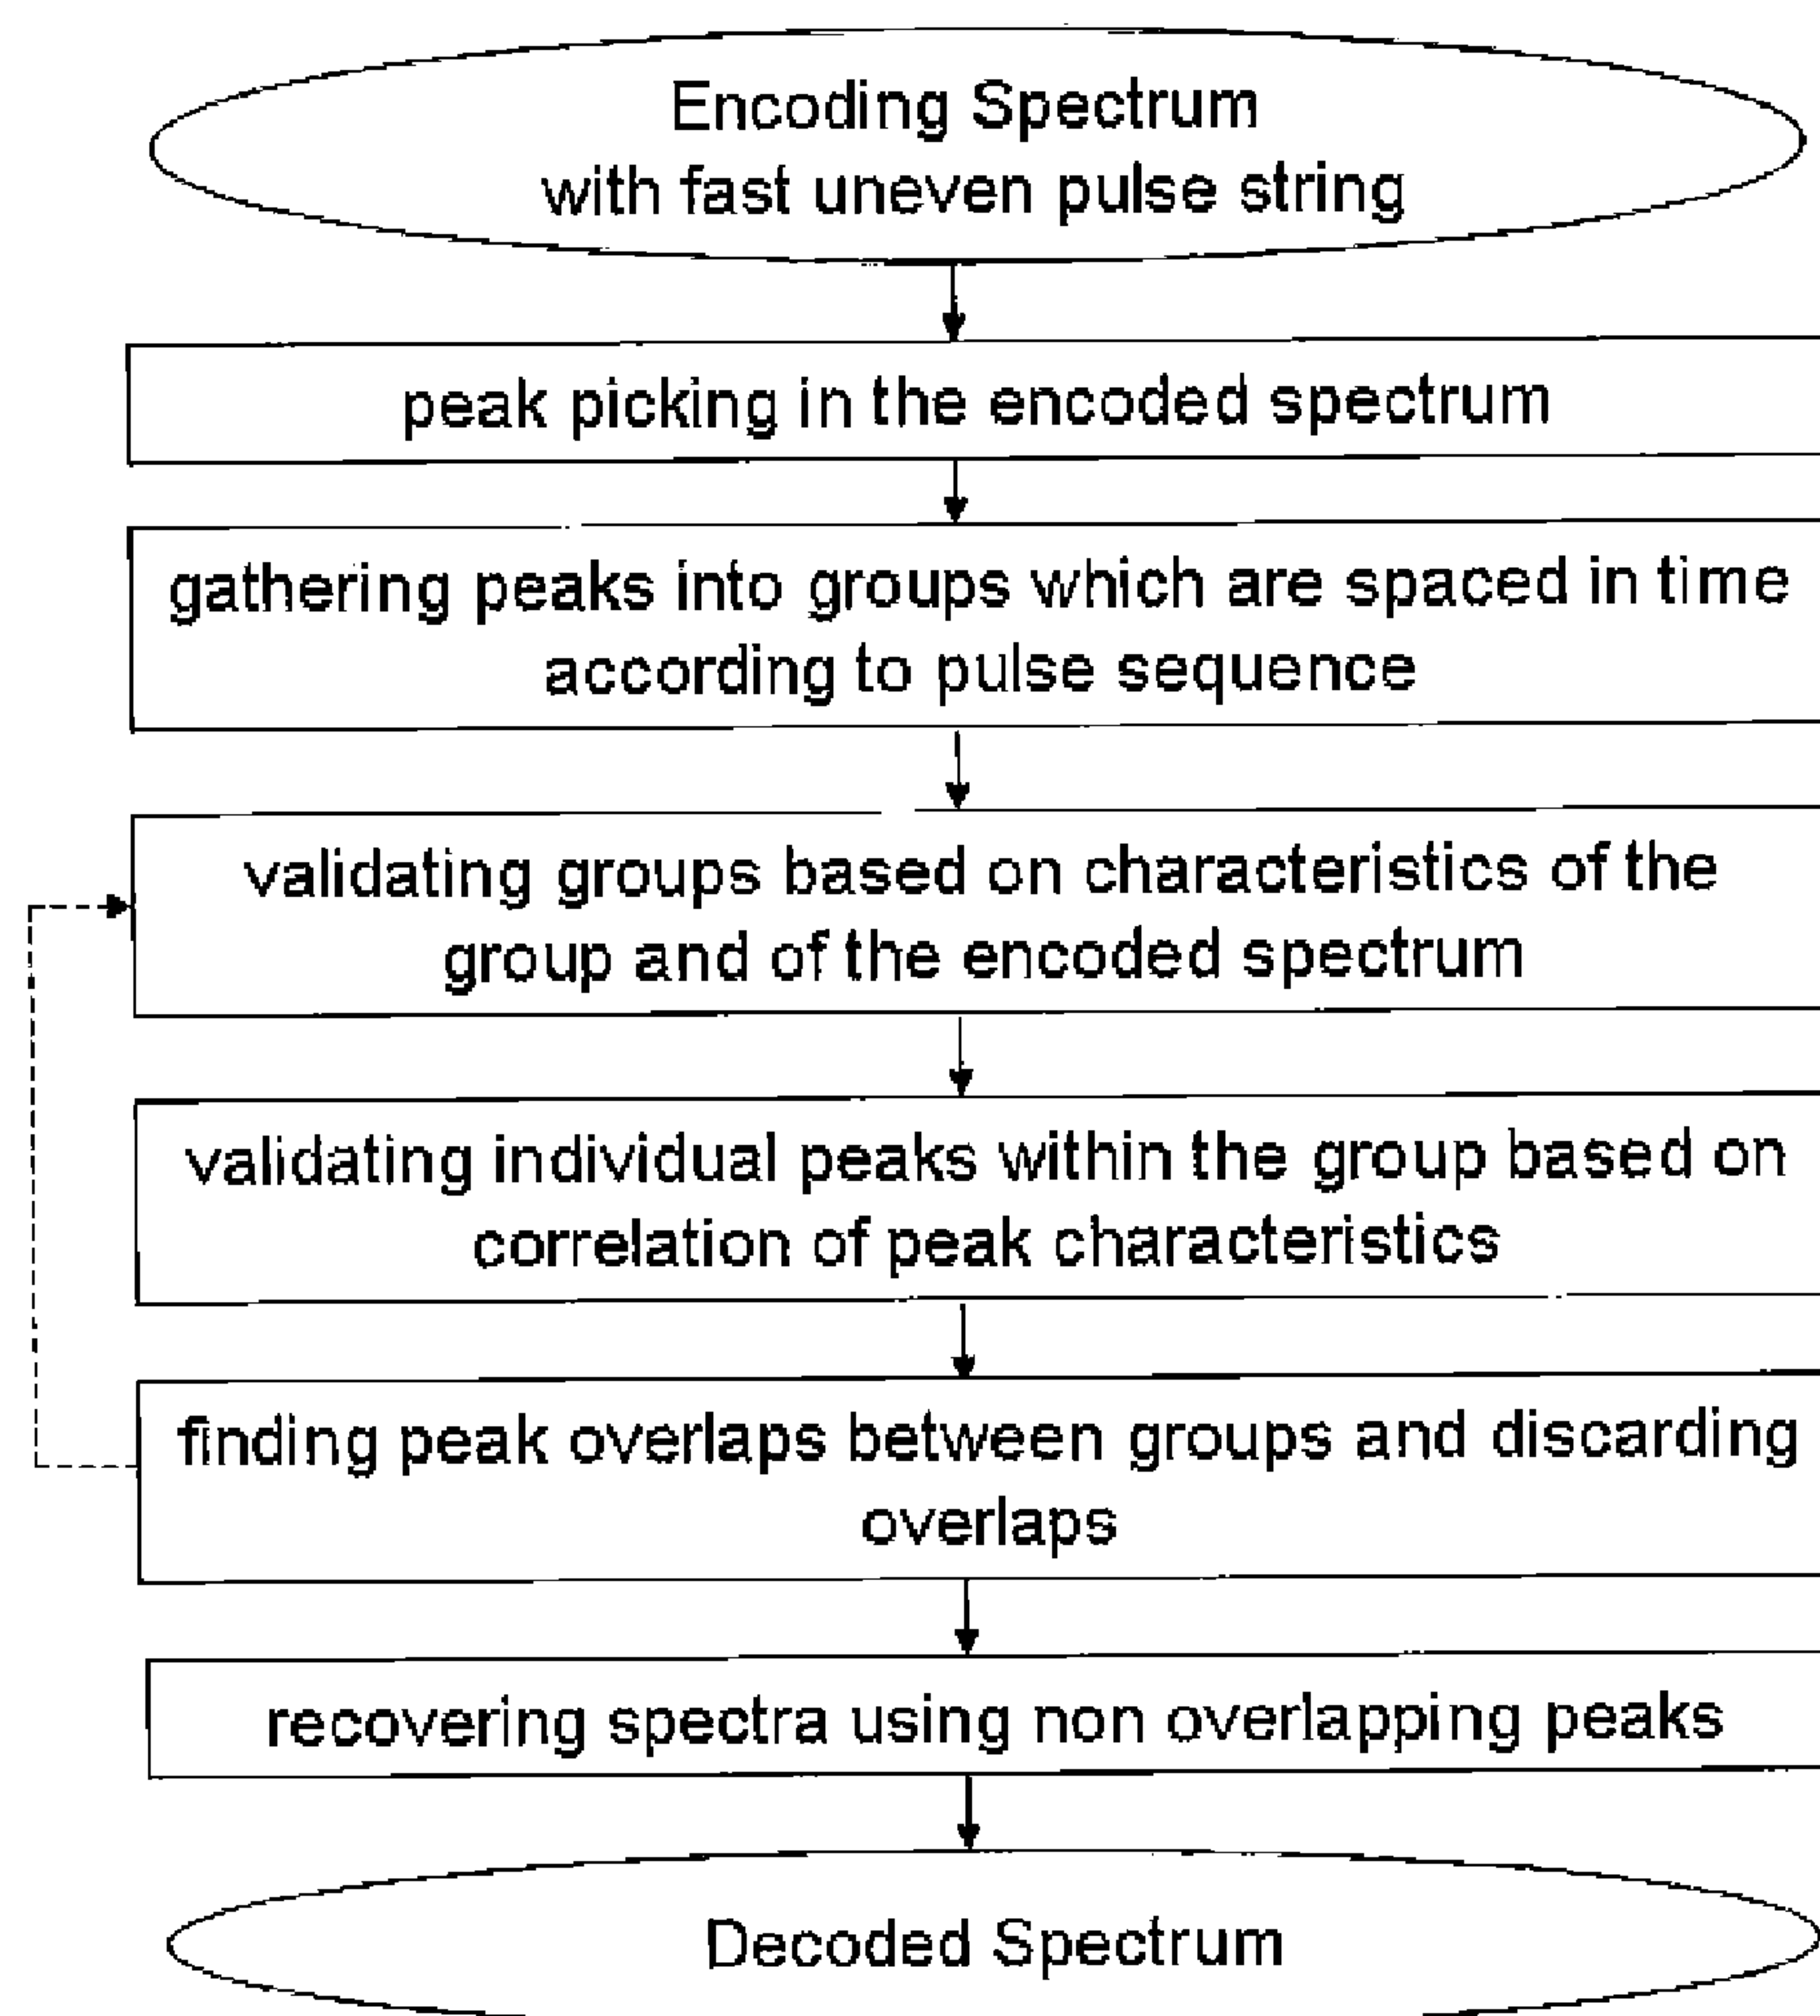 Encoding Spectrum
with fast uneven pulse string
peak picking in the encoded spectrum
gathering peaks into groups which are spaced in time
according to pulse sequence
validating groups based on characteristics of the
group and of the encoded spectrum
validating individual peaks within the group based on
correlation of peak characteristics
finding peak overlaps between groups and discarding
overlaps
recovering spectra using non overlapping peaks
Decoded Spectrum